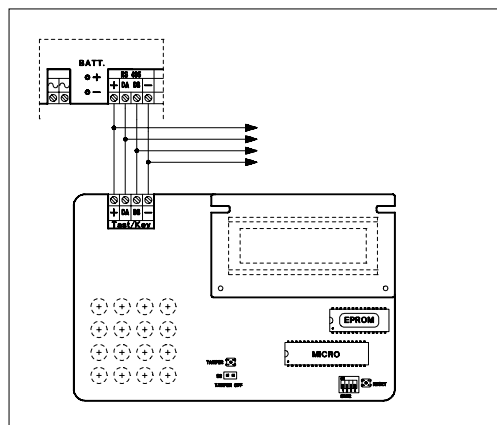 BATT.
RS 485
+
-
+ DA DB -
+ DA DB -
Tast/Key
EPROM
MICRO
TAMPER
TAMPER OFF
RESET